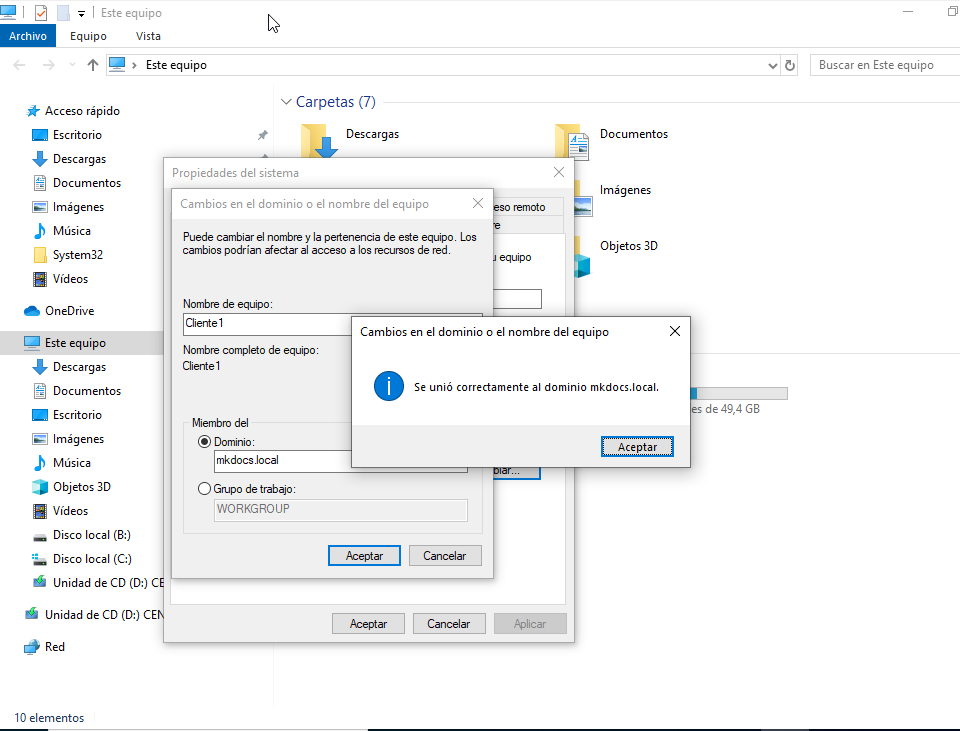 Este equipo
Archivo
Equipo
Vista
Este equipo
Buscar en Este equipo
Acceso rápido
Escritorio
Descargas
Documentos
Imágenes
Música
System32
Vídeos
OneDrive
Este equipo
Descargas
Documentos
Escritorio
Imágenes
Música
Objetos 3D
Vídeos
Disco local (B:)
Disco local (C:)
Unidad de CD (D:) CE
Unidad de CD (D:) CEN
Red
10 elementos
Carpetas (7)
Descargas
Documentos
Imágenes
Objetos 3D
es de 49,4 GB
Propiedades del sistema
eso remoto
re
u equipo
Cambios en el dominio o el nombre del equipo
Puede cambiar el nombre y la pertenencia de este equipo. Los
cambios podrían afectar al acceso a los recursos de red.
Nombre de equipo:
Cliente1
Nombre completo de equipo:
Cliente1
Miembro del
Dominio:
mkdocs.local
Grupo de trabajo:
WORKGROUP
Aceptar
Cancelar
biar...
Aceptar
Cancelar
Aplicar
Cambios en el dominio o el nombre del equipo
Se unió correctamente al dominio mkdocs.local.
Aceptar